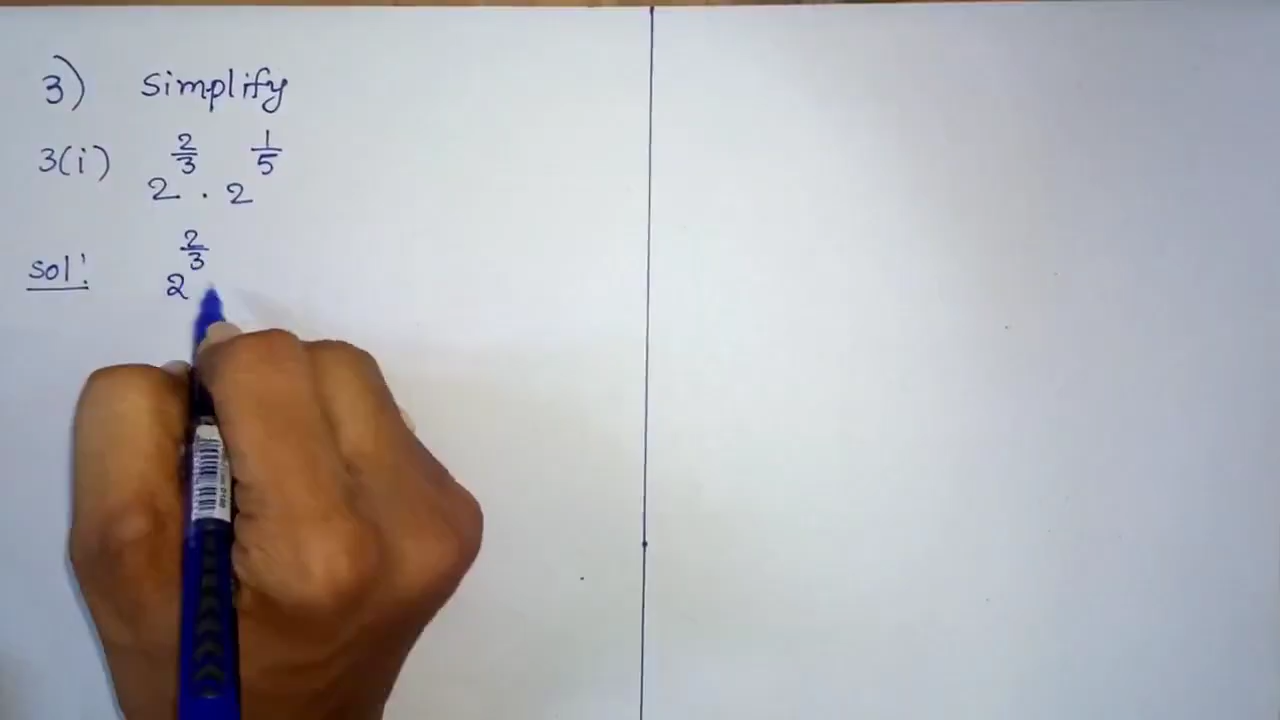 3) Simplify
3(i) 2^(2/3) . 2^(1/5)
sol! 2^(2/3)